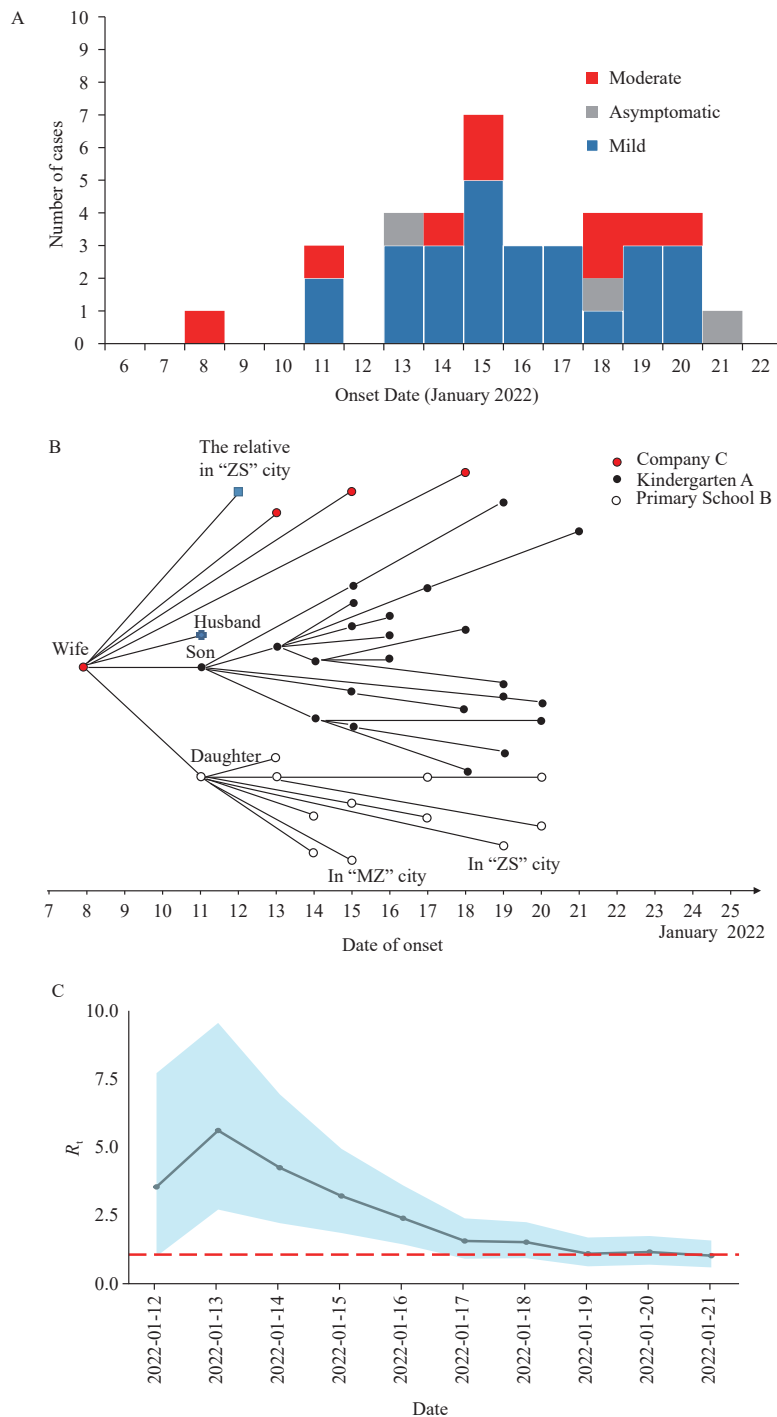 A
10
9
8
7
6
5
4
3
2
1
0
Number of cases
Moderate
Asymptomatic
Mild
6 7 8 9 10 11 12 13 14 15 16 17 18 19 20 21 22
Onset Date (January 2022)
B
The relative
in “ZS” city
Company C
Kindergarten A
Primary School B
Husband
Wife
Son
Daughter
In “ZS” city
In “MZ” city
7 8 9 10 11 12 13 14 15 16 17 18 19 20 21 22 23 24 25
January 2022
Date of onset
C
10.0
7.5
5.0
2.5
0.0
Rt
2022-01-12
2022-01-13
2022-01-14
2022-01-15
2022-01-16
2022-01-17
2022-01-18
2022-01-19
2022-01-20
2022-01-21
Date